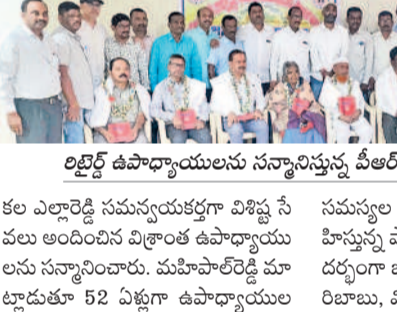 రిటైర్డ్ ఉపాధ్యాయులను సన్మానిస్తున్న పీఆర్
కల ఎల్లారెడ్డి సమన్వయకర్తగా విశిష్ట సే
వలు అందించిన విశ్రాంత ఉపాధ్యాయు
లను సన్మానించారు. మహిపాల్‌రెడ్డి మా
ట్లాడుతూ 52 ఏళ్లుగా ఉపాధ్యాయుల
సమస్యల
హిస్తున్న
దర్భంగా
రిబాబు,